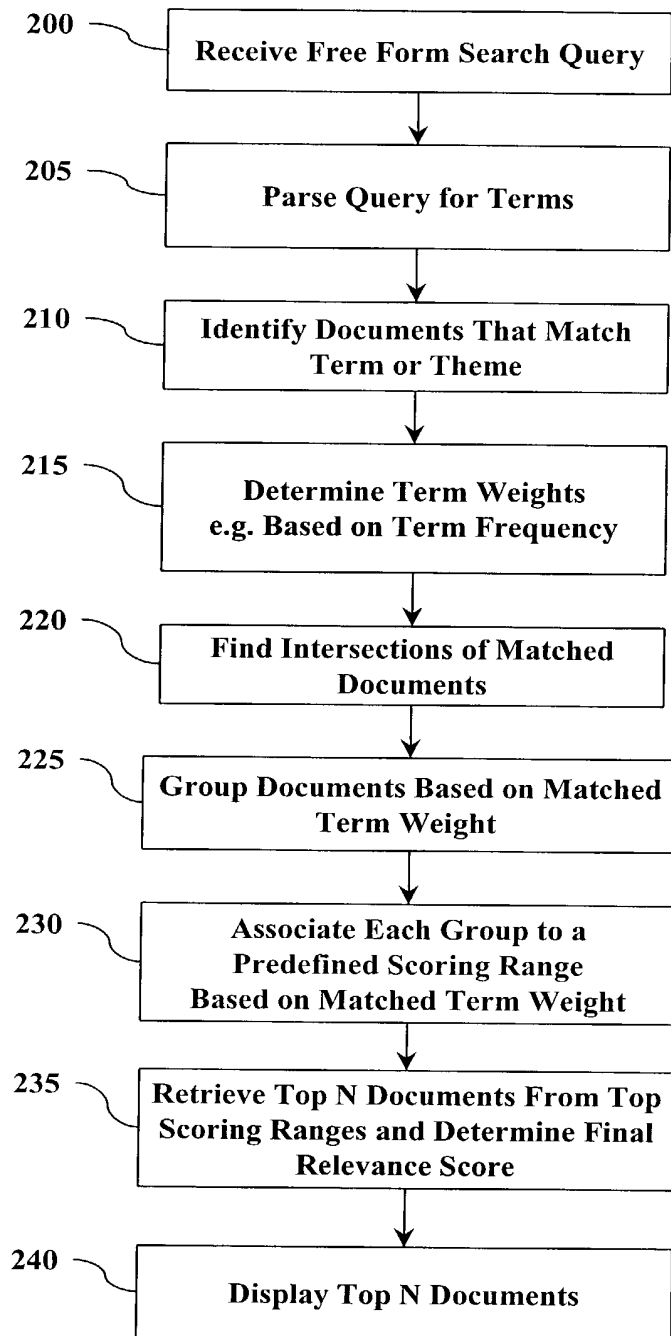 200
Receive Free Form Search Query
205
Parse Query for Terms
210
Identify Documents That Match
Term or Theme
215
Determine Term Weights
e.g. Based on Term Frequency
220
Find Intersections of Matched
Documents
225
Group Documents Based on Matched
Term Weight
230
Associate Each Group to a
Predefined Scoring Range
Based on Matched Term Weight
235
Retrieve Top N Documents From Top
Scoring Ranges and Determine Final
Relevance Score
240
Display Top N Documents